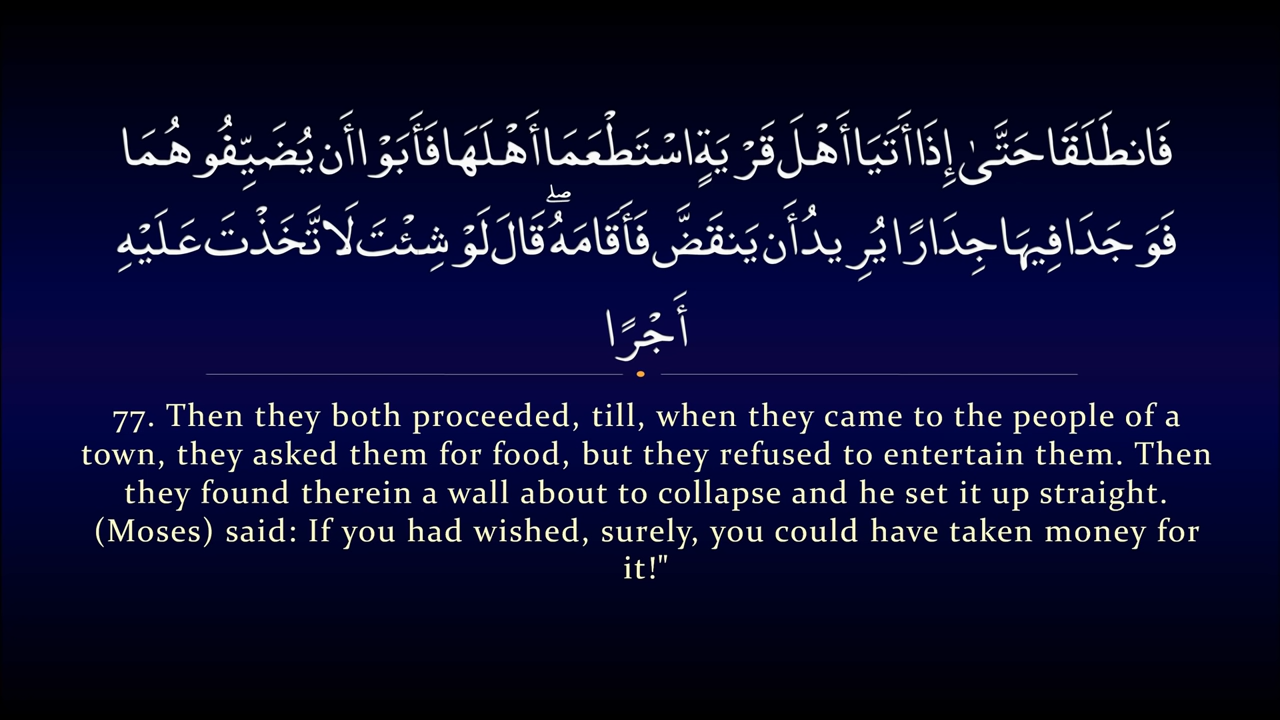 فَانطَلَقَا حَتَّىٰ إِذَا أَتَيَا أَهْلَ قَرْيَةٍ اسْتَطْعَمَا أَهْلَهَا فَأَبَوْا أَن يُضَيِّفُوهُمَا
فَوَجَدَا فِيهَا جِدَارًا يُرِيدُ أَن يَنقَضَّ فَأَقَامَهُ ۖ قَالَ لَوْ شِئْتَ لَاتَّخَذْتَ عَلَيْهِ
أَجْرًا
77. Then they both proceeded, till, when they came to the people of a
town, they asked them for food, but they refused to entertain them. Then
they found therein a wall about to collapse and he set it up straight.
(Moses) said: If you had wished, surely, you could have taken money for
it!"